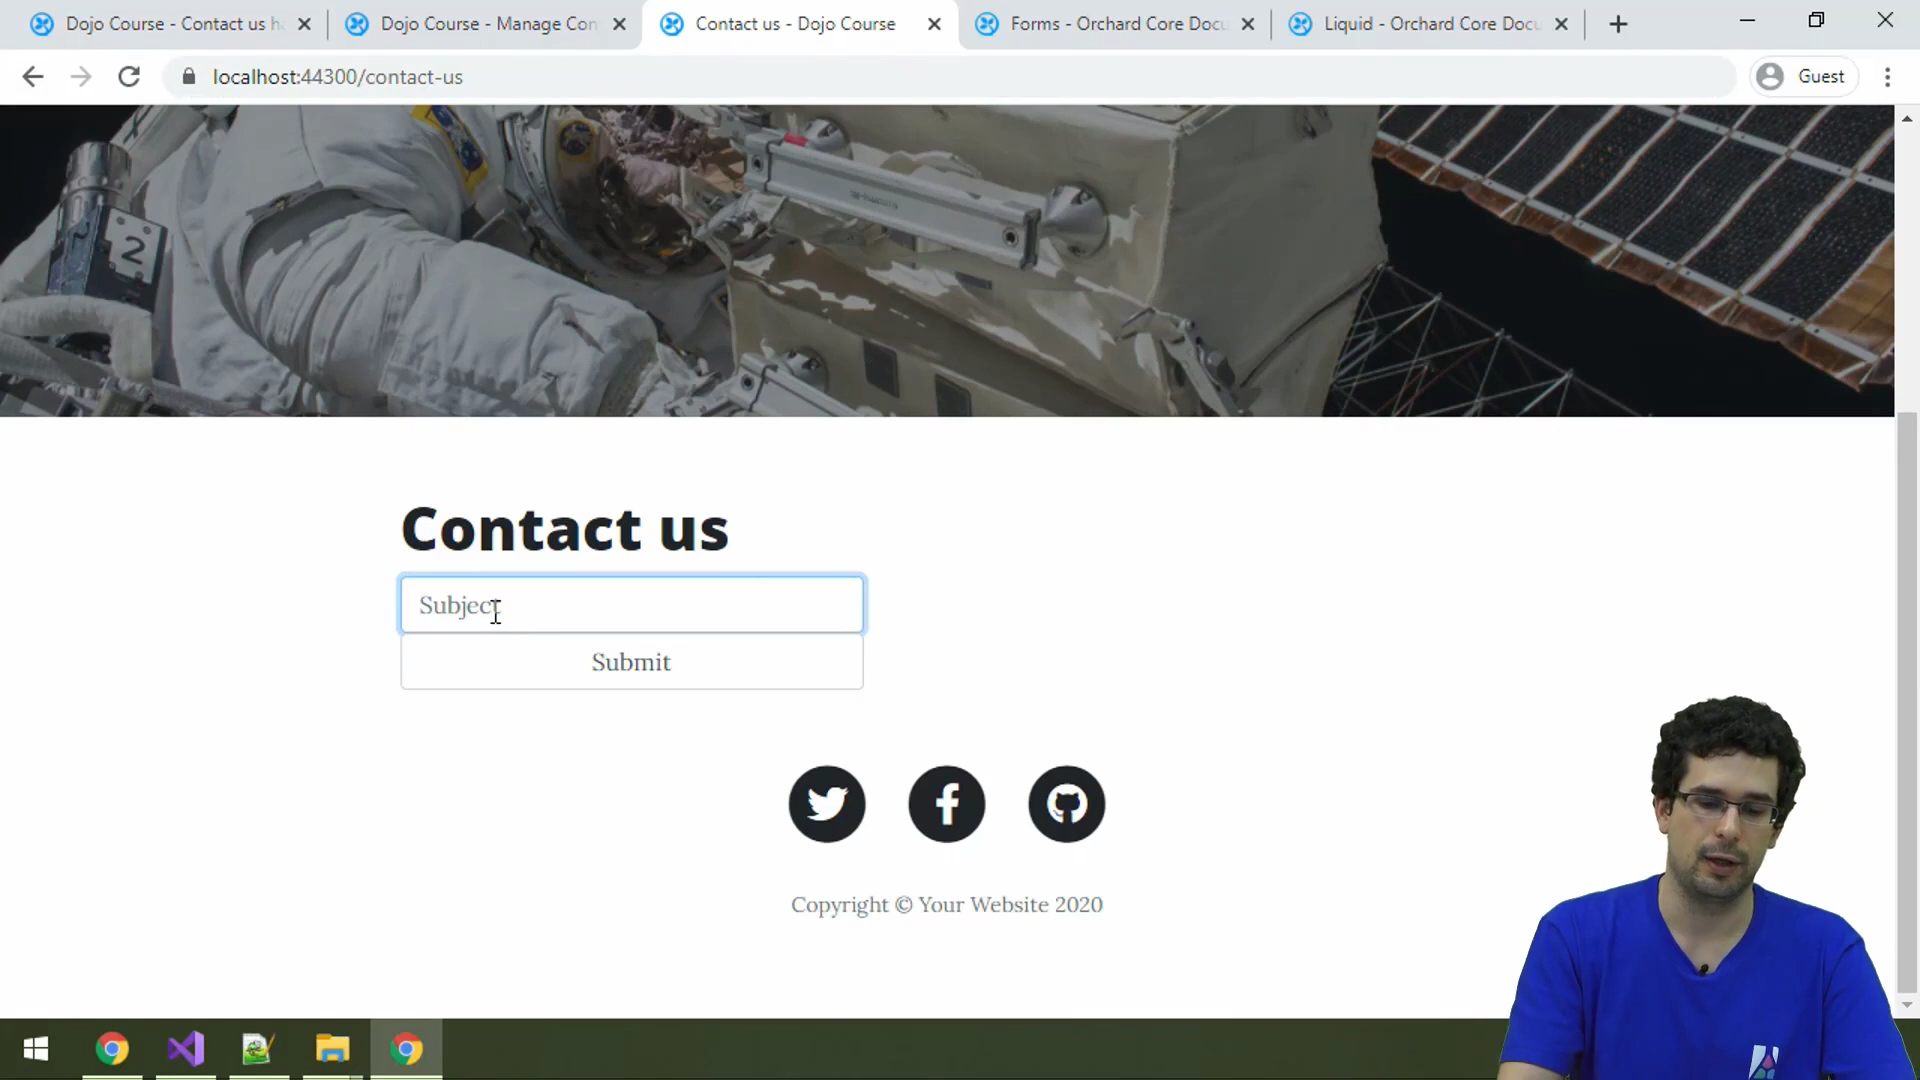 Dojo Course - Contact us h
Dojo Course - Manage Con
Contact us - Dojo Course
Forms - Orchard Core Docu
Liquid - Orchard Core Docu
localhost:44300/contact-us
Guest
2
Contact us
Subject
Submit
Copyright © Your Website 2020